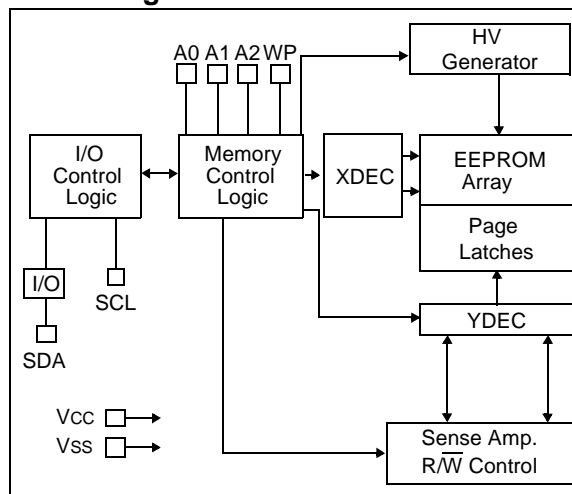 A0 A1 A2 WP
HV
Generator
I/O
Control
Logic
Memory
Control
Logic
XDEC
EEPROM
Array
Page
Latches
I/O
SCL
SDA
YDEC
VCC
VSS
Sense Amp.
R/W̅ Control